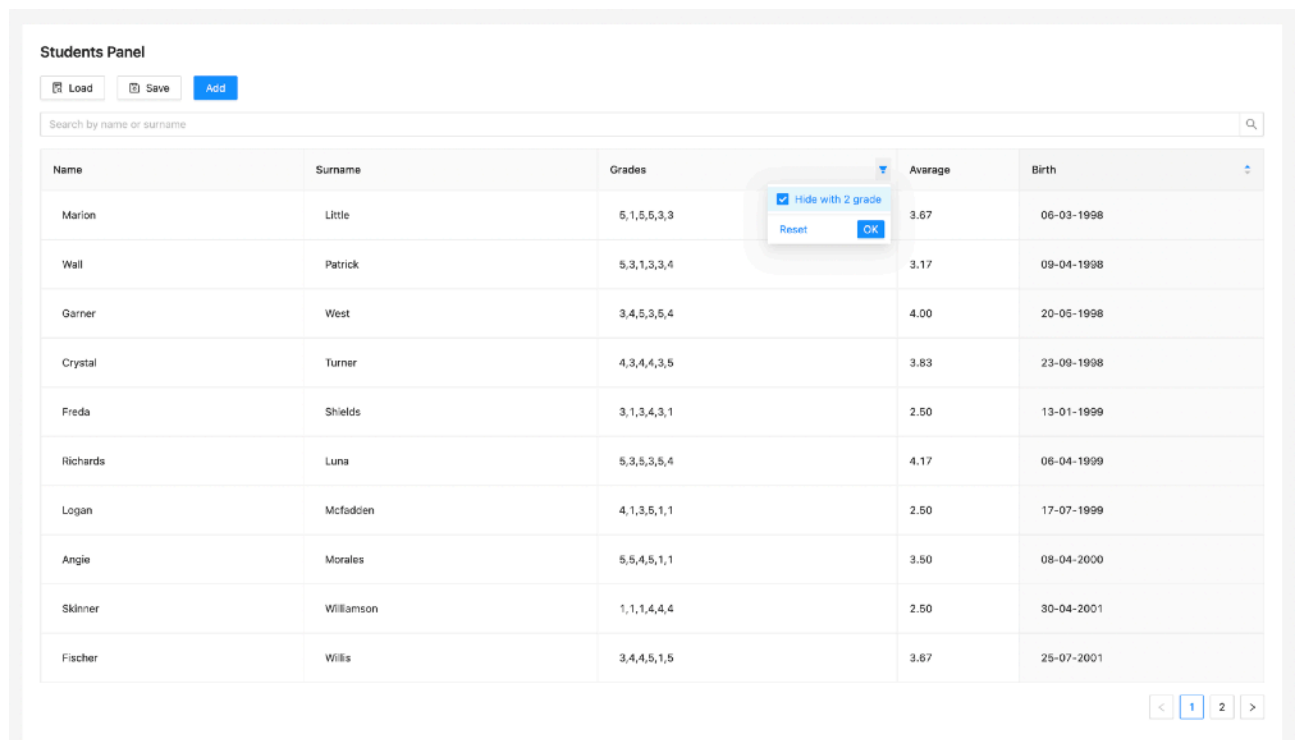 Students Panel
Load Save Add
Search by name or surname
Name Surname Grades Avarage Birth
Hide with 2 grade
Marion Little 5,1,5,5,3,3 3.67 06-03-1998
Reset OK
Wall Patrick 5,3,1,3,3,4 3.17 09-04-1998
Garner West 3,4,5,3,5,4 4.00 20-05-1998
Crystal Turner 4,3,4,4,3,5 3.83 23-09-1998
Freda Shields 3,1,3,4,3,1 2.50 13-01-1999
Richards Luna 5,3,5,3,5,4 4.17 06-04-1999
Logan Mcfadden 4,1,3,5,1,1 2.50 17-07-1999
Angie Morales 5,5,4,5,1,1 3.50 08-04-2000
Skinner Williamson 1,1,1,4,4,4 2.50 30-04-2001
Fischer Willis 3,4,4,5,1,5 3.67 25-07-2001
< 1 2 >